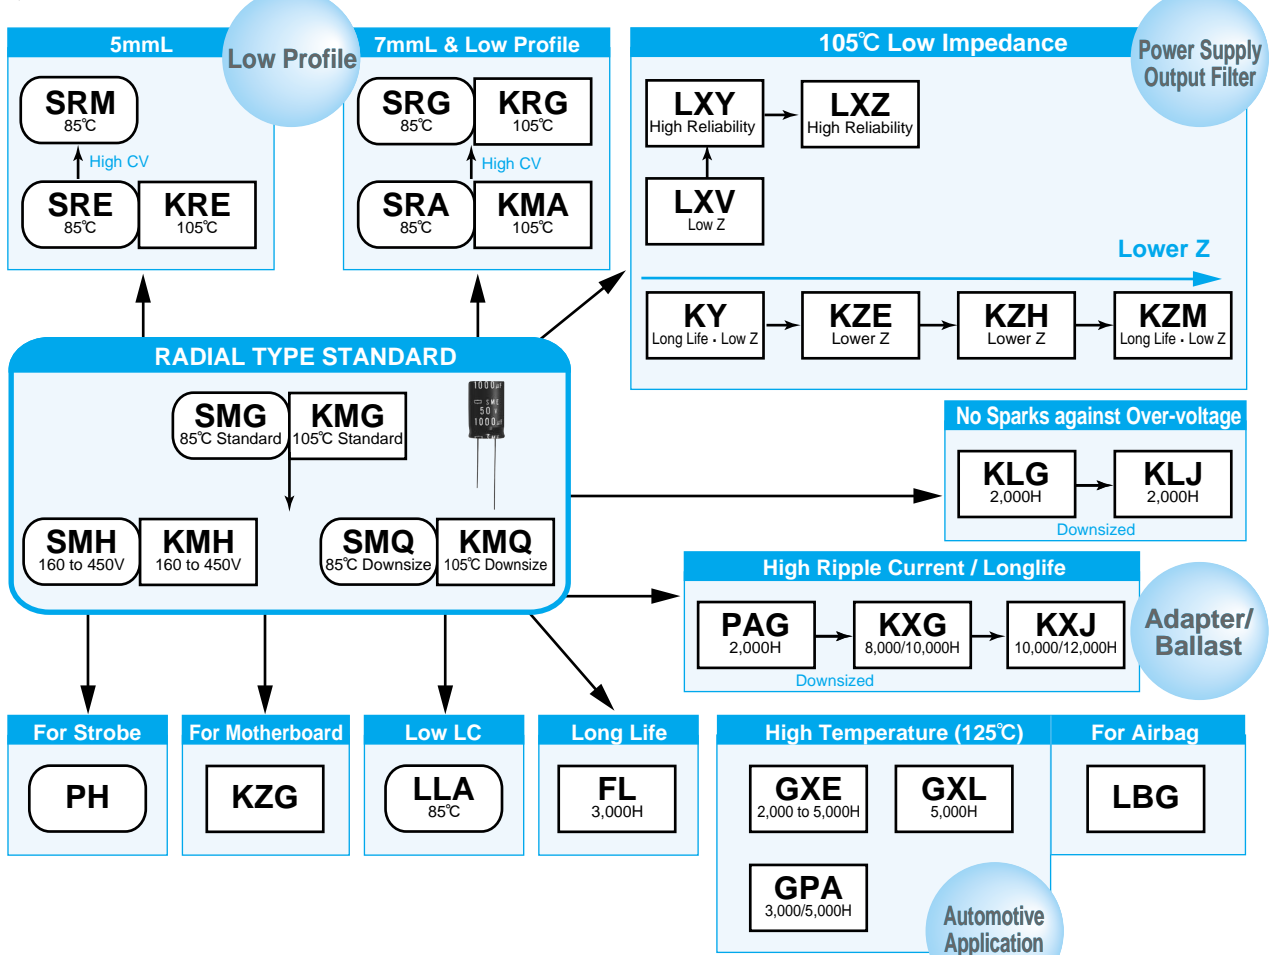 5mmL
Low Profile
7mmL & Low Profile
SRM
85℃
High CV
SRE
85℃
KRE
105℃
SRG
85℃
KRG
105℃
High CV
SRA
85℃
KMA
105℃
105℃ Low Impedance
Power Supply
Output Filter
LXY
High Reliability
LXZ
High Reliability
LXV
Low Z
Lower Z
KY
Long Life · Low Z
KZE
Lower Z
KZH
Lower Z
KZM
Long Life · Low Z
RADIAL TYPE STANDARD
SMG
85℃ Standard
KMG
105℃ Standard
1000µF
SME
50 V
1000µF
SMH
160 to 450V
KMH
160 to 450V
SMQ
85℃ Downsize
KMQ
105℃ Downsize
No Sparks against Over-voltage
KLG
2,000H
KLJ
2,000H
Downsized
High Ripple Current / Longlife
PAG
2,000H
KXG
8,000/10,000H
KXJ
10,000/12,000H
Downsized
Adapter/
Ballast
For Strobe
PH
For Motherboard
KZG
Low LC
LLA
85℃
Long Life
FL
3,000H
High Temperature (125℃)
GXE
2,000 to 5,000H
GXL
5,000H
GPA
3,000/5,000H
For Airbag
LBG
Automotive
Application